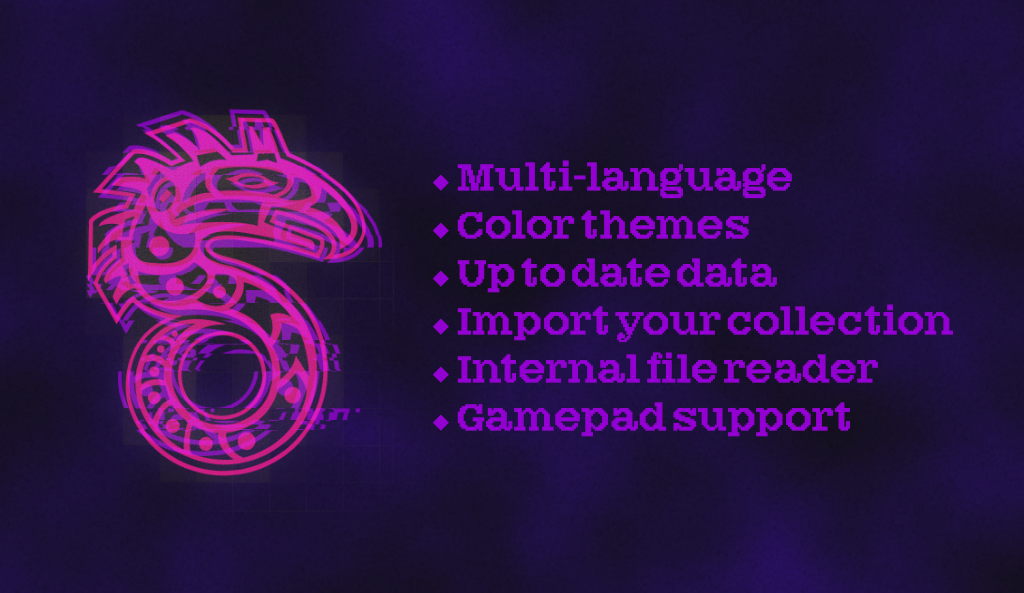 Multi-language
Color themes
Up to date data
Import your collection
Internal file reader
Gamepad support